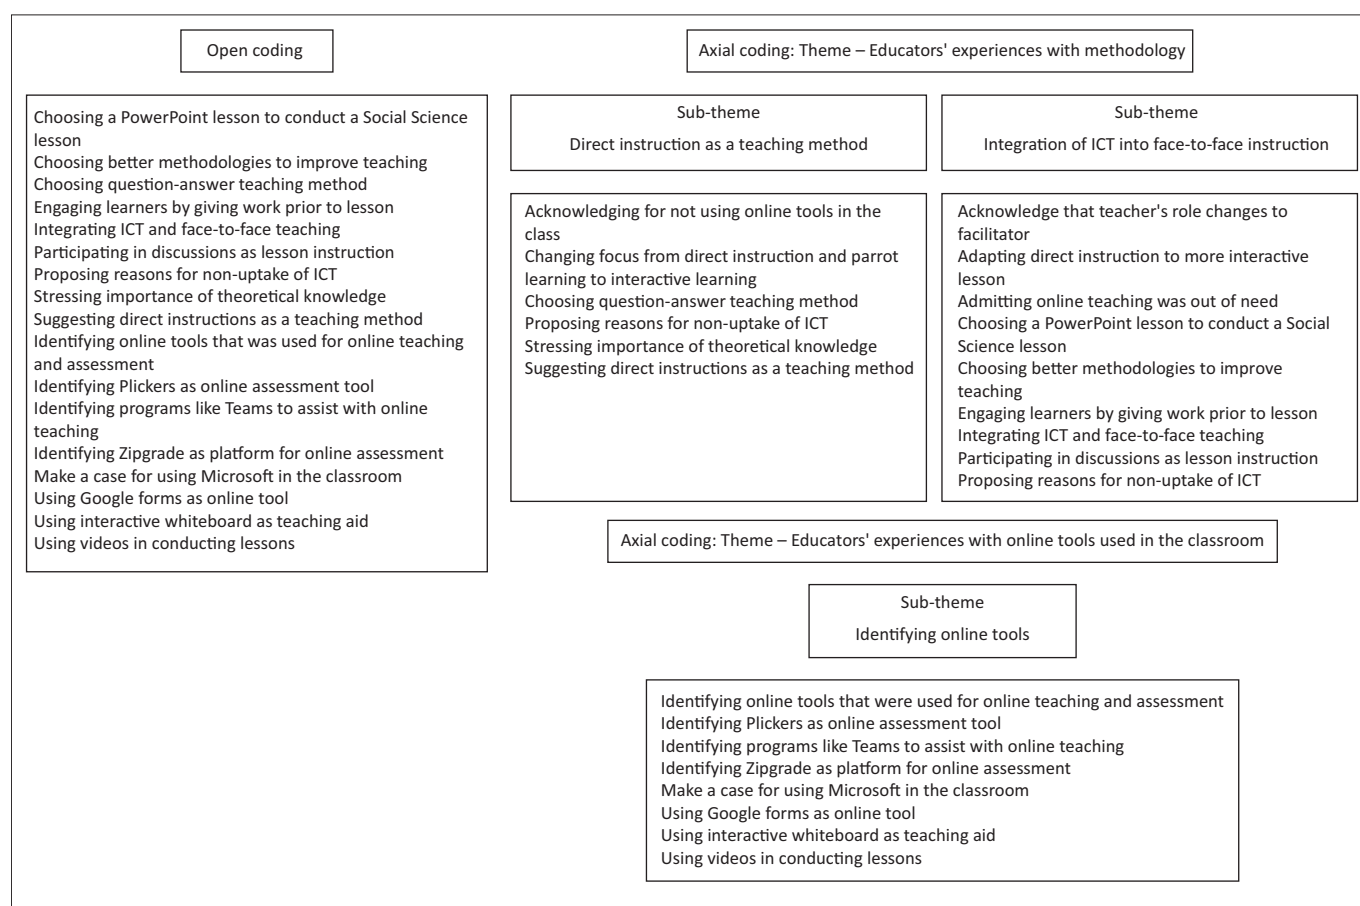 Open coding
Choosing a PowerPoint lesson to conduct a Social Science
lesson
Choosing better methodologies to improve teaching
Choosing question-answer teaching method
Engaging learners by giving work prior to lesson
Integrating ICT and face-to-face teaching
Participating in discussions as lesson instruction
Proposing reasons for non-uptake of ICT
Stressing importance of theoretical knowledge
Suggesting direct instructions as a teaching method
Identifying online tools that was used for online teaching
and assessment
Identifying Plickers as online assessment tool
Identifying programs like Teams to assist with online
teaching
Identifying Zipgrade as platform for online assessment
Make a case for using Microsoft in the classroom
Using Google forms as online tool
Using interactive whiteboard as teaching aid
Using videos in conducting lessons
Axial coding: Theme – Educators' experiences with methodology
Sub-theme
Direct instruction as a teaching method
Acknowledging for not using online tools in the
class
Changing focus from direct instruction and parrot
learning to interactive learning
Choosing question-answer teaching method
Proposing reasons for non-uptake of ICT
Stressing importance of theoretical knowledge
Suggesting direct instructions as a teaching method
Sub-theme
Integration of ICT into face-to-face instruction
Acknowledge that teacher's role changes to
facilitator
Adapting direct instruction to more interactive
lesson
Admitting online teaching was out of need
Choosing a PowerPoint lesson to conduct a Social
Science lesson
Choosing better methodologies to improve
teaching
Engaging learners by giving work prior to lesson
Integrating ICT and face-to-face teaching
Participating in discussions as lesson instruction
Proposing reasons for non-uptake of ICT
Axial coding: Theme – Educators' experiences with online tools used in the classroom
Sub-theme
Identifying online tools
Identifying online tools that were used for online teaching and assessment
Identifying Plickers as online assessment tool
Identifying programs like Teams to assist with online teaching
Identifying Zipgrade as platform for online assessment
Make a case for using Microsoft in the classroom
Using Google forms as online tool
Using interactive whiteboard as teaching aid
Using videos in conducting lessons